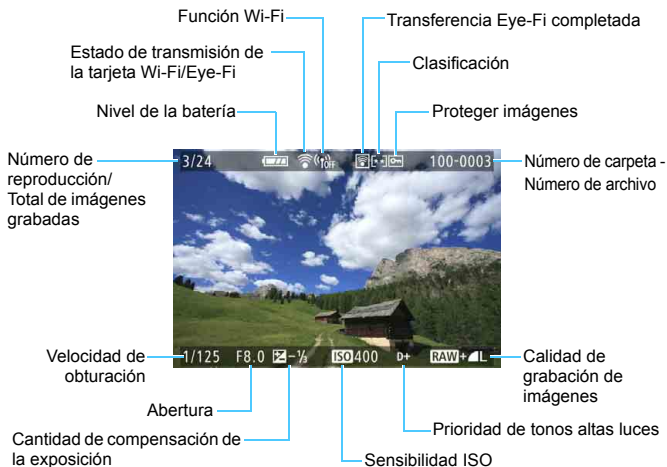 Función Wi-Fi
Transferencia Eye-Fi completada
Estado de transmisión de
la tarjeta Wi-Fi/Eye-Fi
Clasificación
Nivel de la batería
Proteger imágenes
Número de
reproducción/
Total de imágenes
grabadas
3/24
OFF
100-0003
Número de carpeta -
Número de archivo
1/125 F8.0 -1/3 ISO 400 D+ RAW+L
Velocidad de
obturación
Calidad de
grabación de
imágenes
Abertura
Prioridad de tonos altas luces
Cantidad de compensación de
la exposición
Sensibilidad ISO